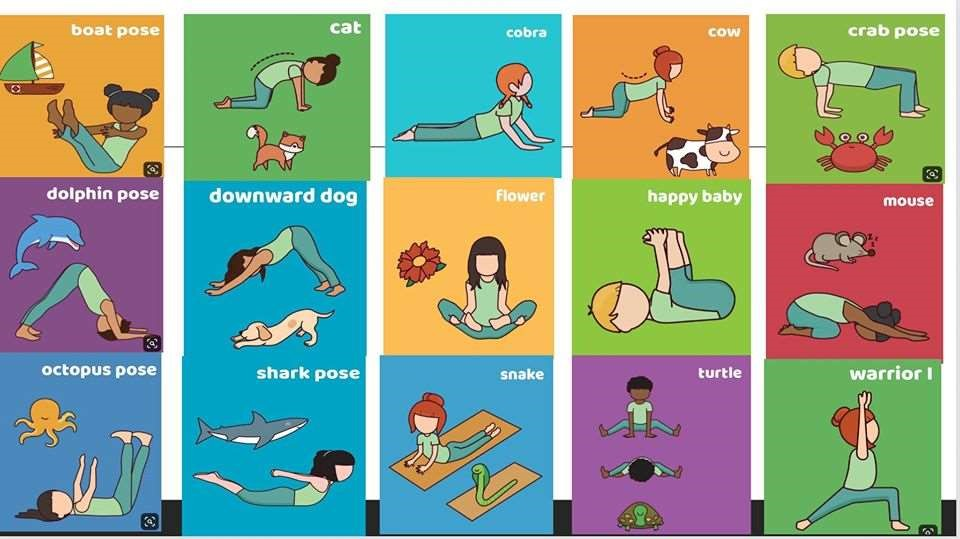 boat pose
cat
cobra
cow
crab pose
dolphin pose
downward dog
flower
happy baby
mouse
z z z
octopus pose
shark pose
snake
turtle
warrior I